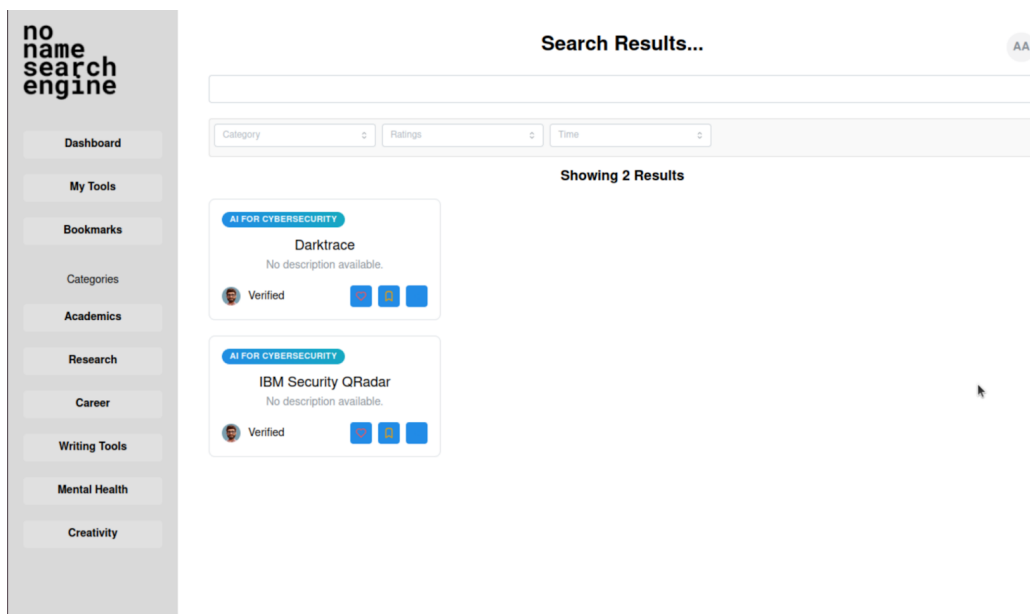 no
name
search
engine
Dashboard
My Tools
Bookmarks
Categories
Academics
Research
Career
Writing Tools
Mental Health
Creativity
Search Results...
AA
Category
Ratings
Time
Showing 2 Results
AI FOR CYBERSECURITY
Darktrace
No description available.
Verified
AI FOR CYBERSECURITY
IBM Security QRadar
No description available.
Verified